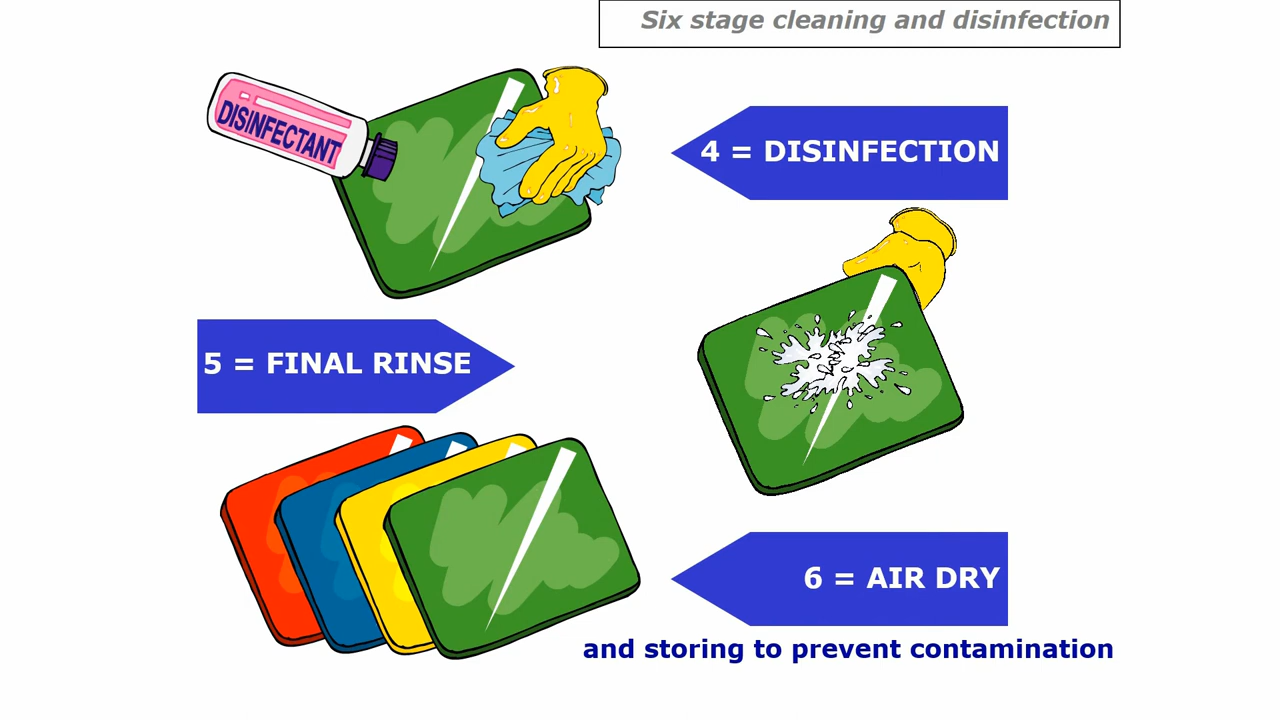 Six stage cleaning and disinfection
DISINFECTANT
4 = DISINFECTION
5 = FINAL RINSE
6 = AIR DRY
and storing to prevent contamination